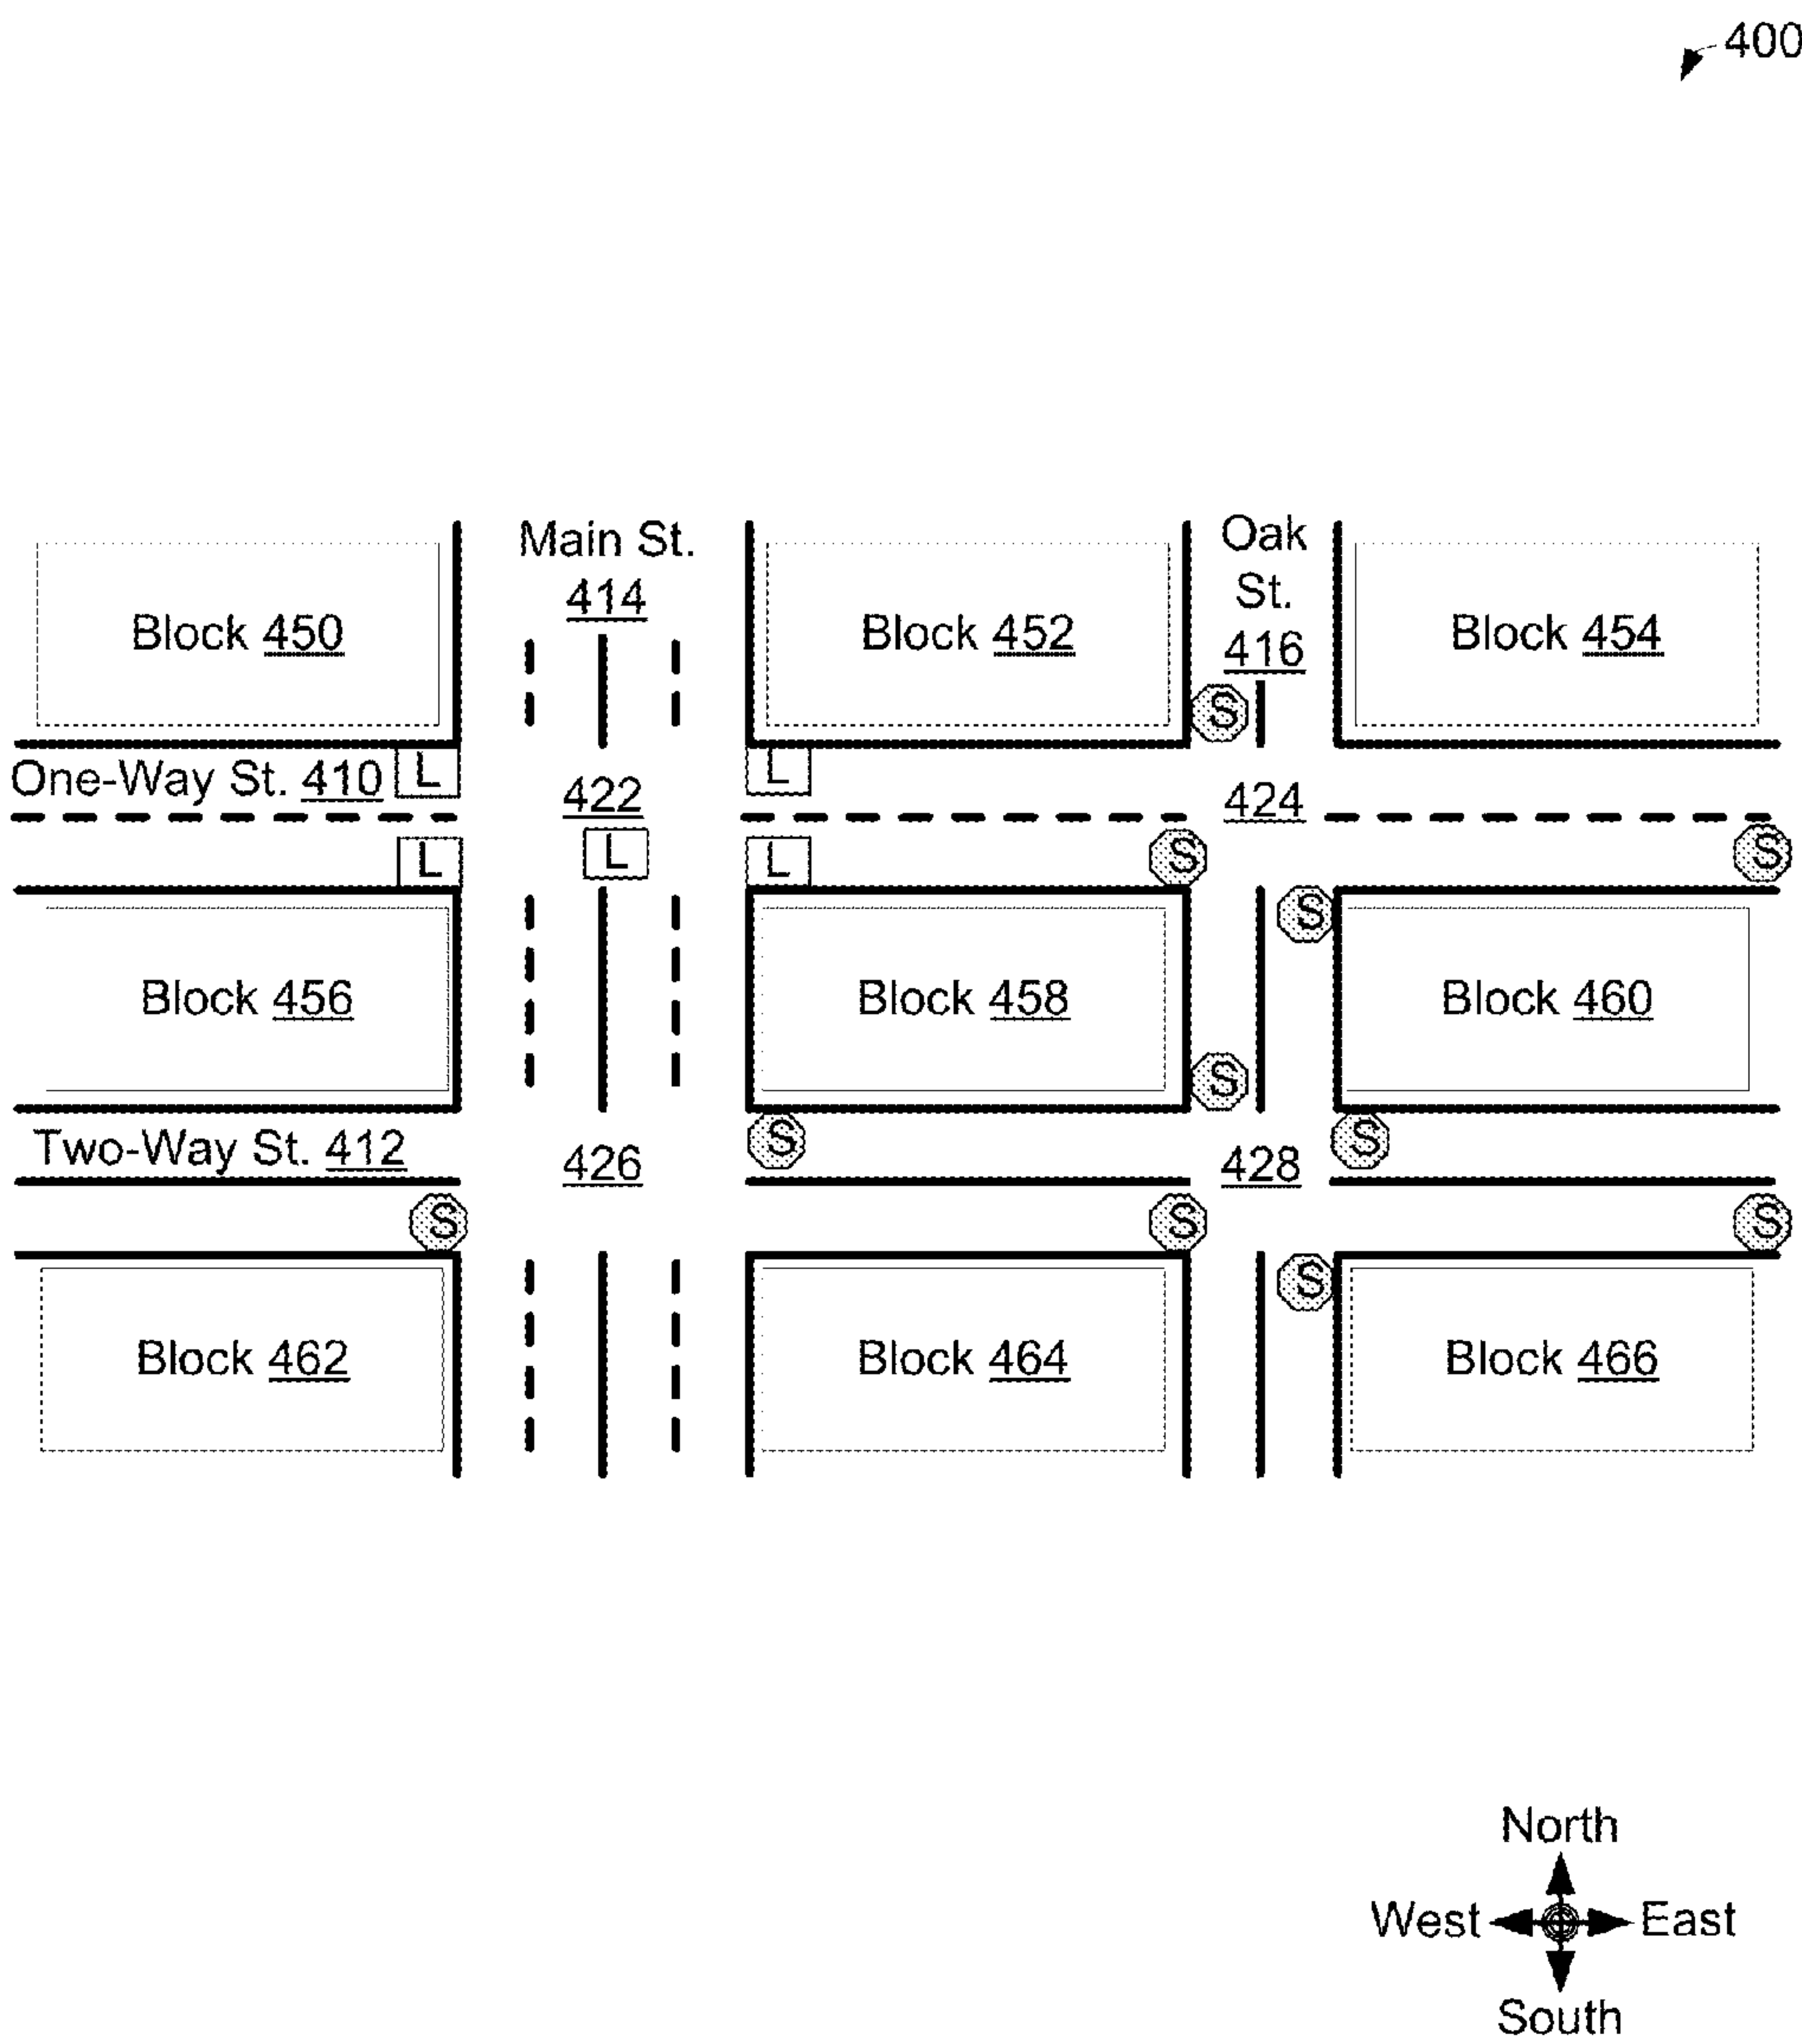 400
Main St.
414
Oak
St.
416
Block 450
Block 452
Block 454
S
One-Way St. 410
L
L
422
424
L
L
L
S
S
S
Block 456
Block 458
Block 460
S
Two-Way St. 412
S
S
426
428
S
S
S
S
Block 462
Block 464
Block 466
North
West
East
South